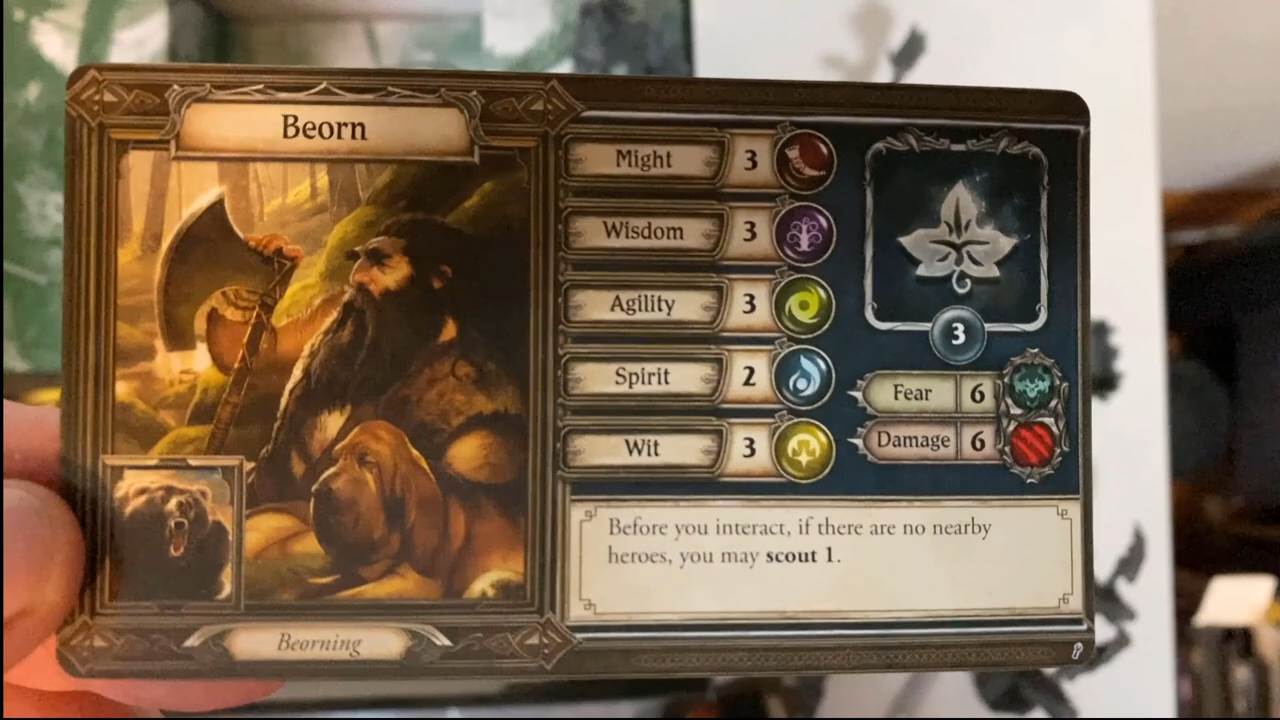 Beorn
Might 3
Wisdom 3
Agility 3
Spirit 2
Wit 3
3
Fear 6
Damage 6
Before you interact, if there are no nearby
heroes, you may scout 1.
Beorning